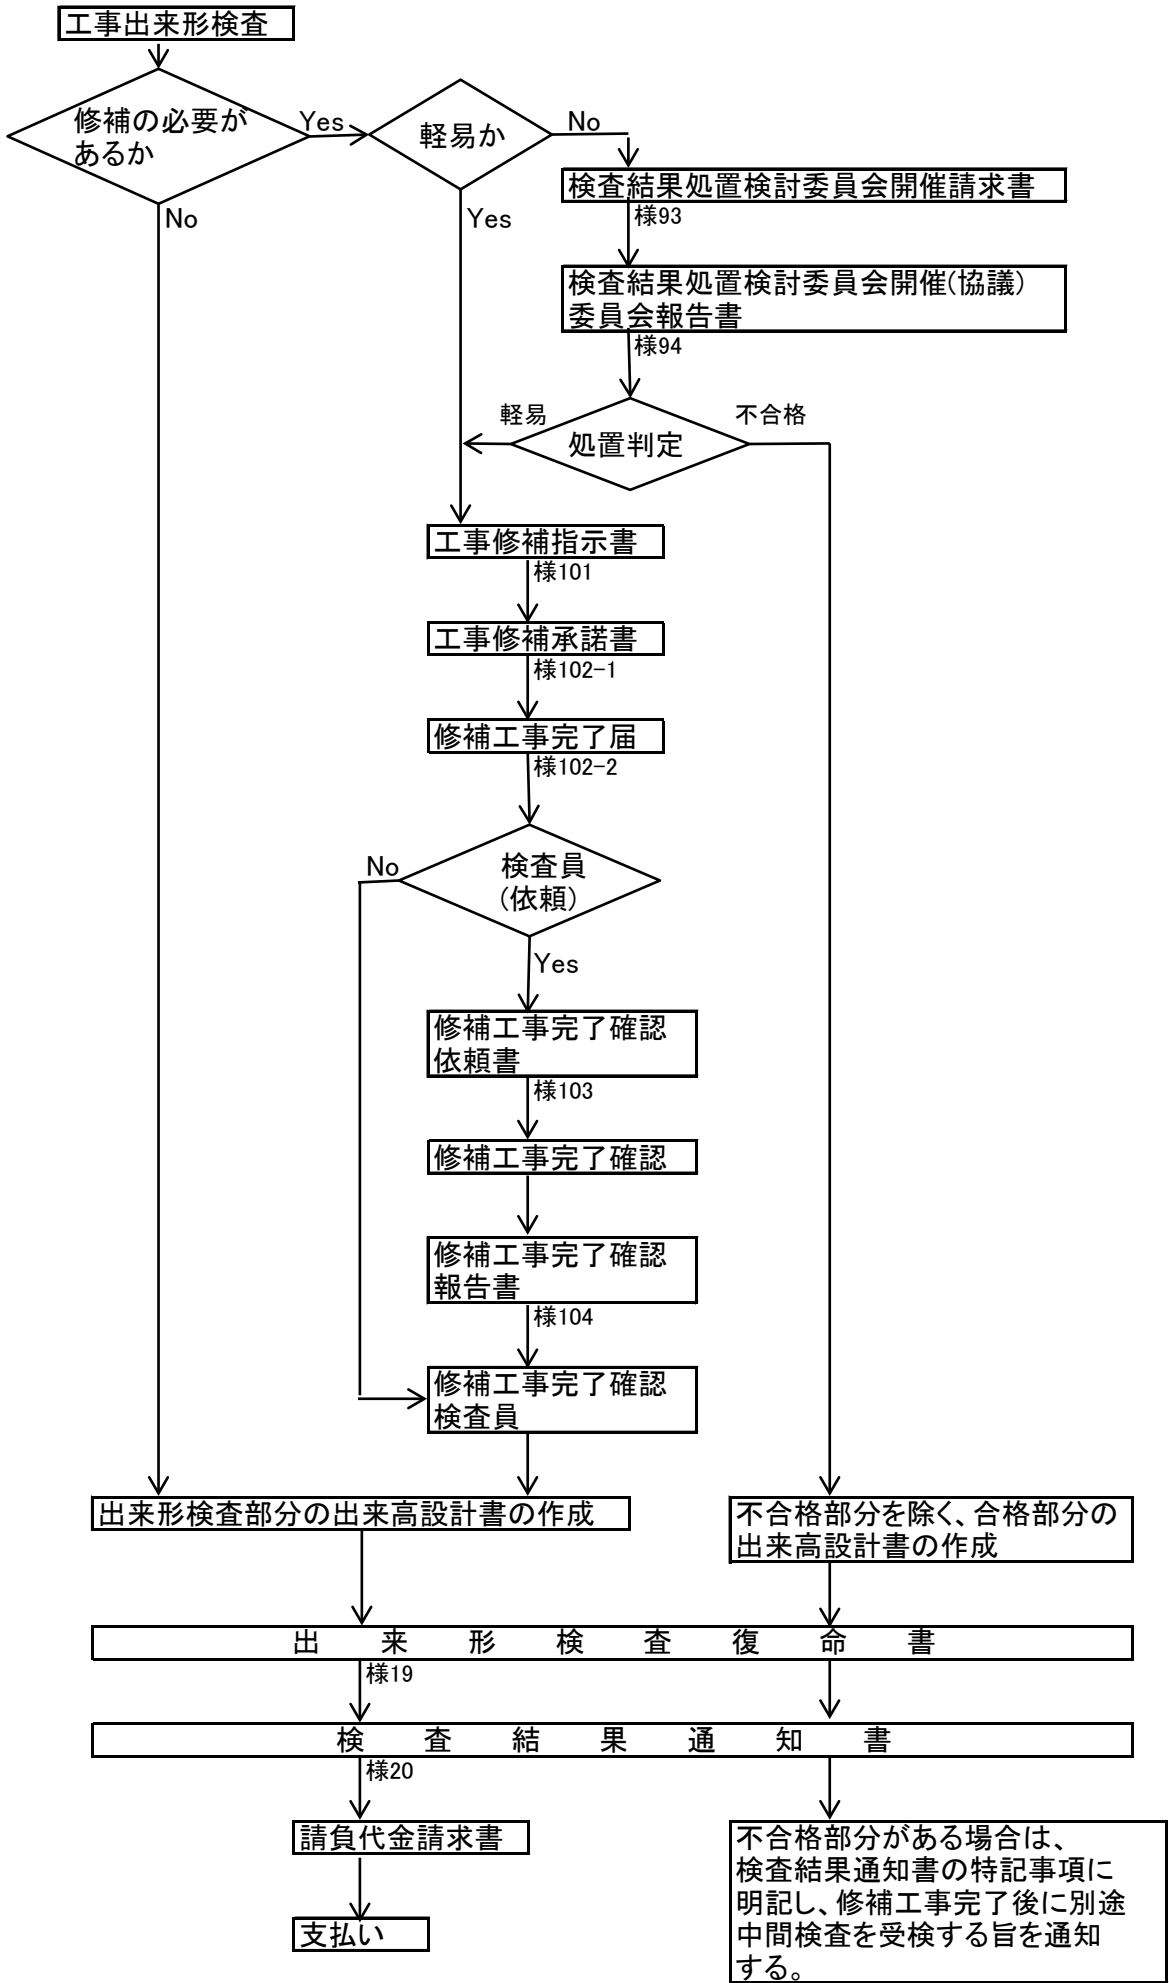 工事出来形検査
修補の必要が
あるか
Yes
軽易か
No
検査結果処置検討委員会開催請求書
様93
No
Yes
検査結果処置検討委員会開催(協議)
委員会報告書
様94
軽易
不合格
処置判定
工事修補指示書
様101
工事修補承諾書
様102-1
修補工事完了届
様102-2
No
検査員
(依頼)
Yes
修補工事完了確認
依頼書
様103
修補工事完了確認
修補工事完了確認
報告書
様104
修補工事完了確認
検査員
出来形検査部分の出来高設計書の作成
不合格部分を除く、合格部分の
出来高設計書の作成
出来形検査復命書
様19
検査結果通知書
様20
請負代金請求書
支払い
不合格部分がある場合は、
検査結果通知書の特記事項に
明記し、修補工事完了後に別途
中間検査を受検する旨を通知
する。